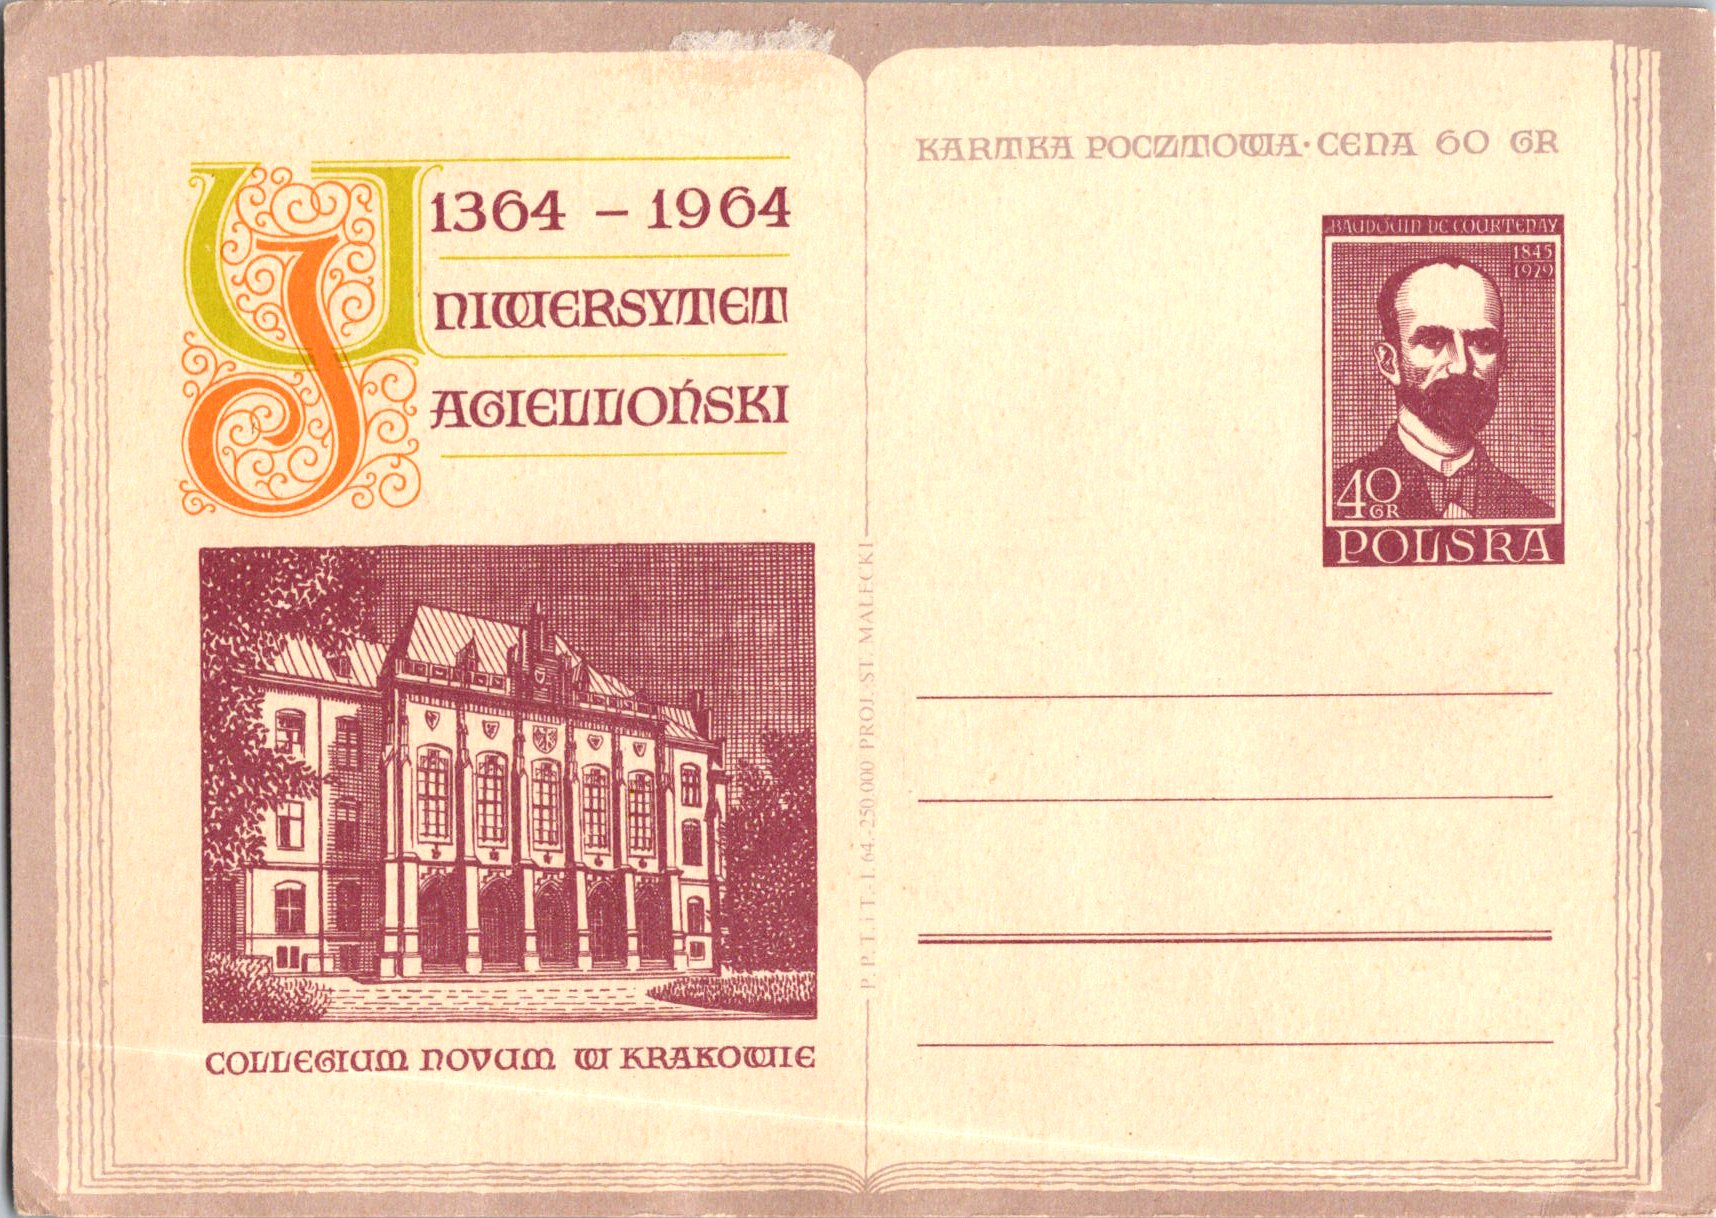 1364 – 1964
UNIWERSYTET
JAGIELLOŃSKI
COLLEGIUM NOVUM W KRAKOWIE
P.P.T.i T.-I.64.-250.000 PROJ. ST. MAŁECKI
KARTKA POCZTOWA · CENA 60 GR
BAUDOUIN DE COURTENAY
1845
1929
40
GR
POLSKA